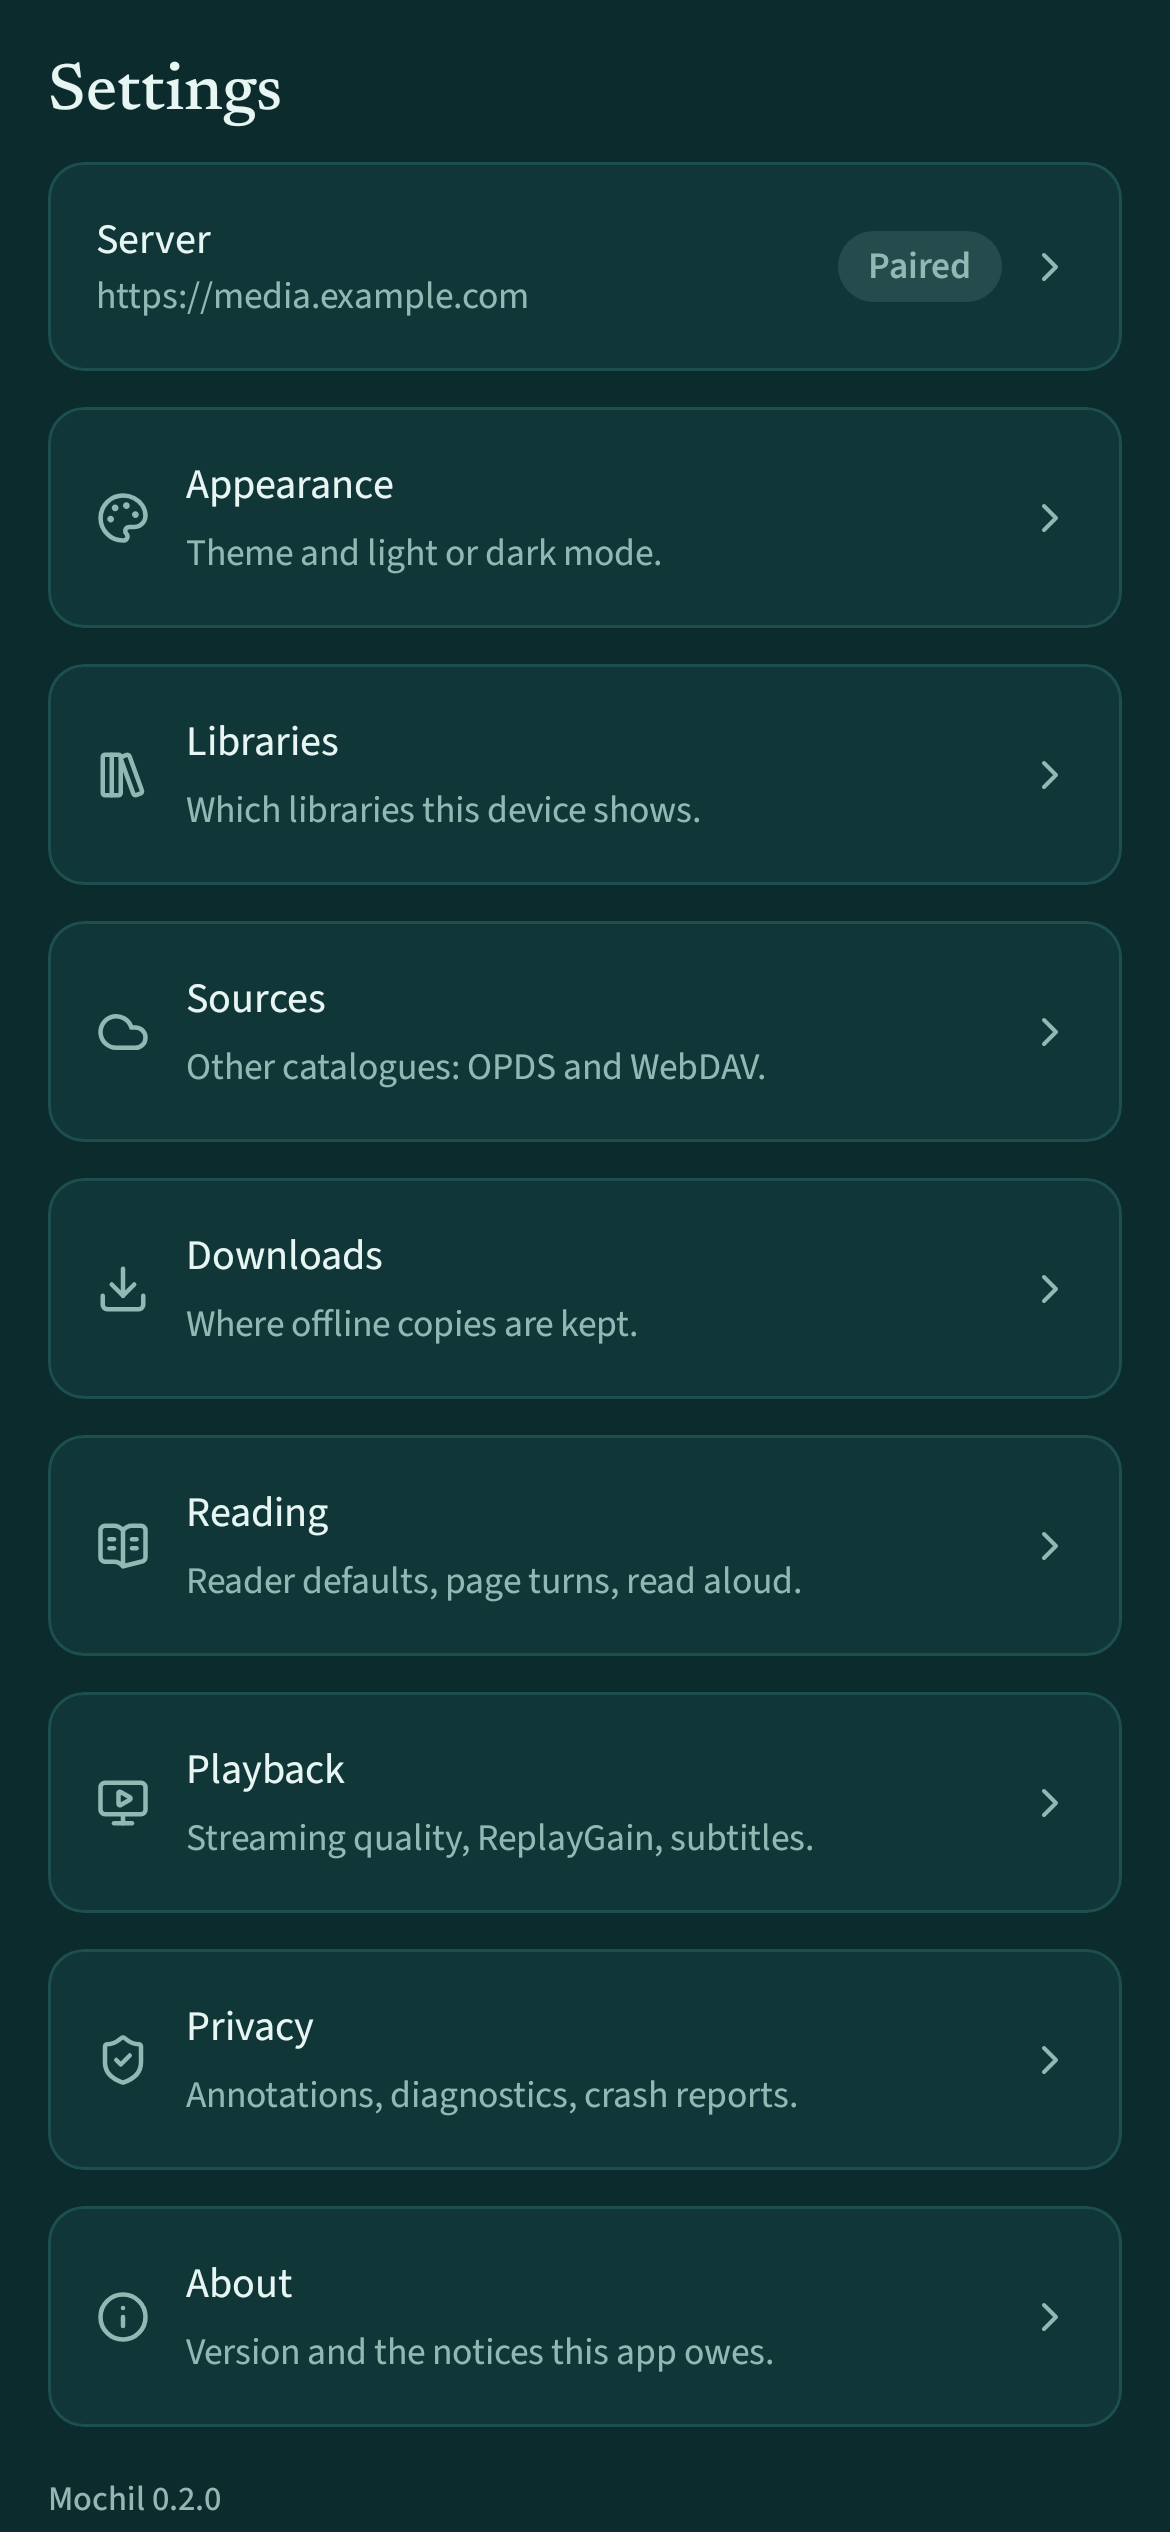 Settings
Server
https://media.example.com
Paired
Appearance
Theme and light or dark mode.
Libraries
Which libraries this device shows.
Sources
Other catalogues: OPDS and WebDAV.
Downloads
Where offline copies are kept.
Reading
Reader defaults, page turns, read aloud.
Playback
Streaming quality, ReplayGain, subtitles.
Privacy
Annotations, diagnostics, crash reports.
About
Version and the notices this app owes.
Mochil 0.2.0